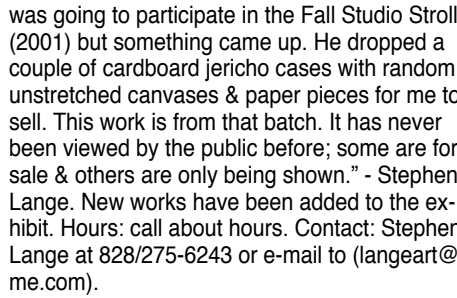 was going to participate in the Fall Studio Stroll
(2001) but something came up. He dropped a
couple of cardboard jericho cases with random
unstretched canvases & paper pieces for me to
sell. This work is from that batch. It has never
been viewed by the public before; some are for
sale & others are only being shown.” - Stephen
Lange. New works have been added to the ex-
hibit. Hours: call about hours. Contact: Stephen
Lange at 828/275-6243 or e-mail to (langeart@
me.com).